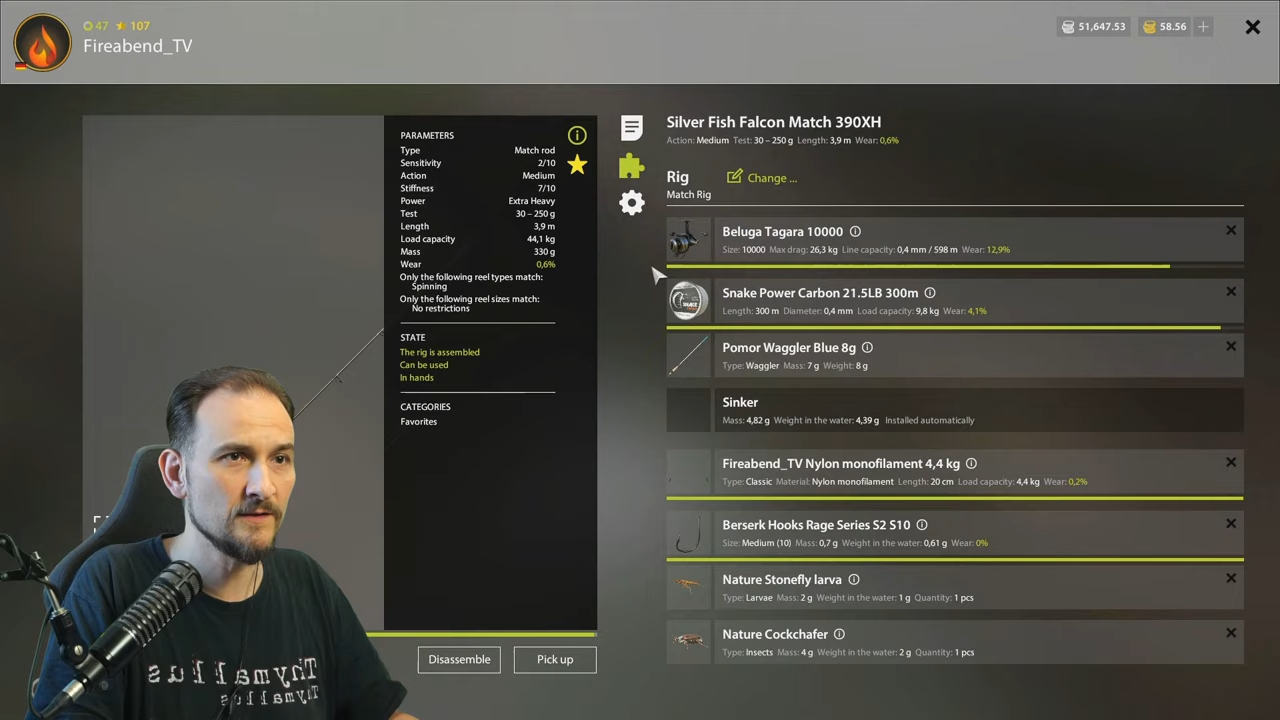 47 107
Fireabend_TV
51,647.53 58.56
PARAMETERS
Type Match rod
Sensitivity 2/10
Action Medium
Stiffness 7/10
Power Extra Heavy
Test 30 – 250 g
Length 3,9 m
Load capacity 44,1 kg
Mass 330 g
Wear 0,6%
Only the following reel types match:
Spinning
Only the following reel sizes match:
No restrictions
STATE
The rig is assembled
Can be used
In hands
CATEGORIES
Favorites
Disassemble Pick up
Silver Fish Falcon Match 390XH
Action: Medium Test: 30 – 250 g Length: 3,9 m Wear: 0,6%
Rig Change ...
Match Rig
Beluga Tagara 10000
Size: 10000 Max drag: 26,3 kg Line capacity: 0,4 mm / 598 m Wear: 12,9%
Snake Power Carbon 21.5LB 300m
Length: 300 m Diameter: 0,4 mm Load capacity: 9,8 kg Wear: 4,1%
Pomor Waggler Blue 8g
Type: Waggler Mass: 7 g Weight: 8 g
Sinker
Mass: 4,82 g Weight in the water: 4,39 g Installed automatically
Fireabend_TV Nylon monofilament 4,4 kg
Type: Classic Material: Nylon monofilament Length: 20 cm Load capacity: 4,4 kg Wear: 0,2%
Berserk Hooks Rage Series S2 S10
Size: Medium (10) Mass: 0,7 g Weight in the water: 0,61 g Wear: 0%
Nature Stonefly larva
Type: Larvae Mass: 2 g Weight in the water: 1 g Quantity: 1 pcs
Nature Cockchafer
Type: Insects Mass: 4 g Weight in the water: 2 g Quantity: 1 pcs
Thymallus
Thymallus